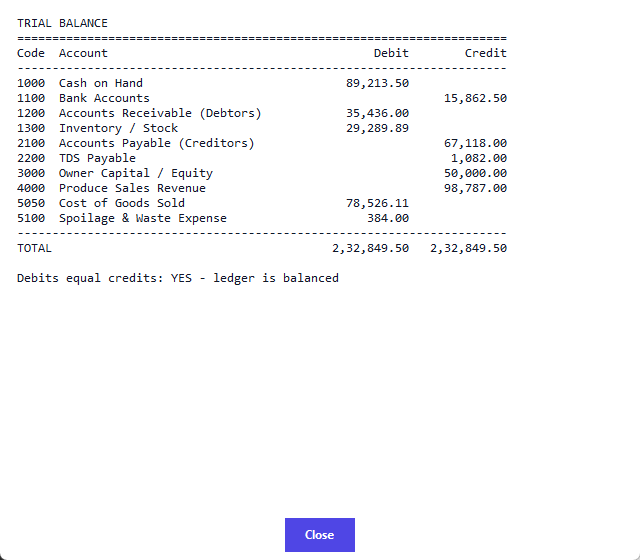 TRIAL BALANCE
======================================================================
Code  Account                                      Debit        Credit
----------------------------------------------------------------------
1000  Cash on Hand                             89,213.50
1100  Bank Accounts                                          15,862.50
1200  Accounts Receivable (Debtors)            35,436.00
1300  Inventory / Stock                        29,289.89
2100  Accounts Payable (Creditors)                           67,118.00
2200  TDS Payable                                             1,082.00
3000  Owner Capital / Equity                                 50,000.00
4000  Produce Sales Revenue                                  98,787.00
5050  Cost of Goods Sold                       78,526.11
5100  Spoilage & Waste Expense                    384.00
----------------------------------------------------------------------
TOTAL                                        2,32,849.50   2,32,849.50
Debits equal credits: YES - ledger is balanced
Close